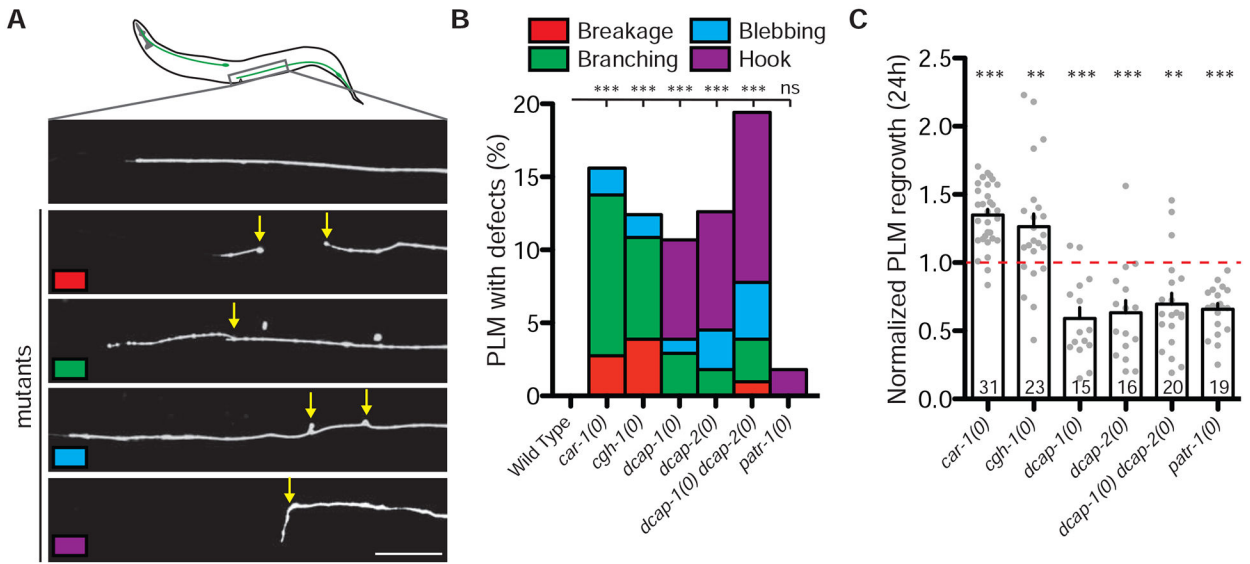 A
mutants
B
Breakage
Blebbing
Branching
Hook
PLM with defects (%)
*** *** *** *** *** ns
20
15
10
5
0
Wild Type
car-1(0)
cgh-1(0)
dcap-1(0)
dcap-2(0)
dcap-1(0) dcap-2(0)
patr-1(0)
C
Normalized PLM regrowth (24h)
*** ** *** *** ** ***
2.5
2.0
1.5
1.0
0.5
0.0
31 23 15 16 20 19
car-1(0)
cgh-1(0)
dcap-1(0)
dcap-2(0)
dcap-1(0) dcap-2(0)
patr-1(0)